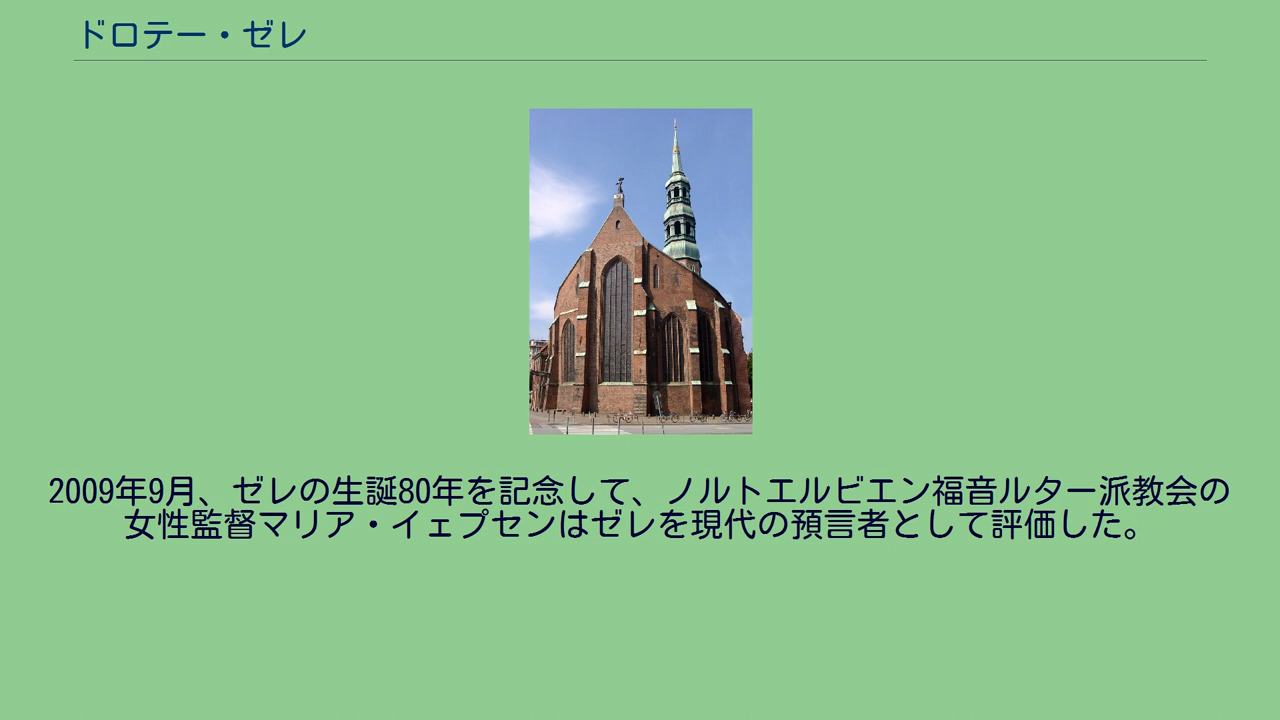 ドロテー・ゼレ
2009年9月、ゼレの生誕80年を記念して、ノルトエルビエン福音ルター派教会の
女性監督マリア・イェプセンはゼレを現代の預言者として評価した。